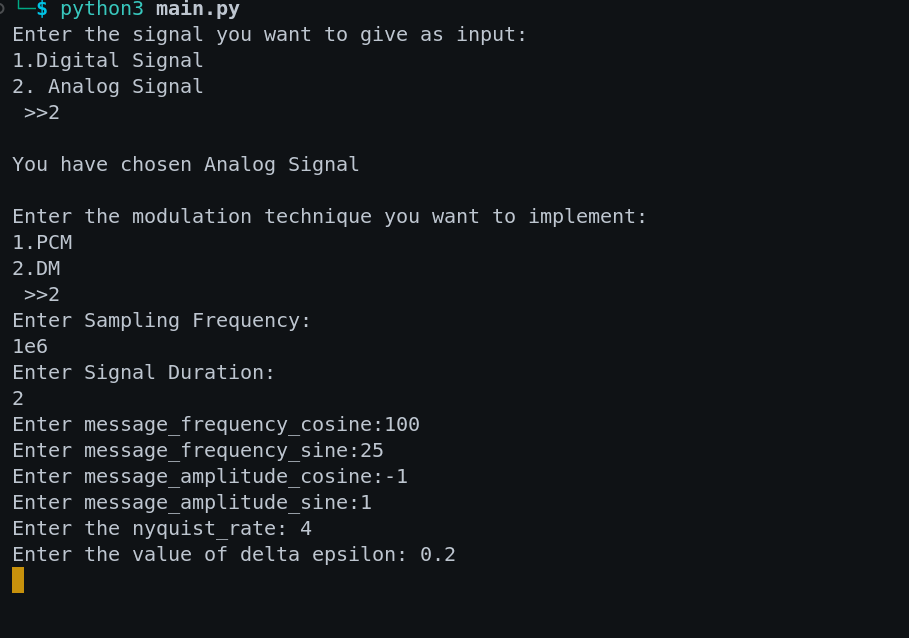 └─$ python3 main.py
Enter the signal you want to give as input:
1.Digital Signal
2. Analog Signal
 >>2
You have chosen Analog Signal
Enter the modulation technique you want to implement:
1.PCM
2.DM
 >>2
Enter Sampling Frequency:
1e6
Enter Signal Duration:
2
Enter message_frequency_cosine:100
Enter message_frequency_sine:25
Enter message_amplitude_cosine:-1
Enter message_amplitude_sine:1
Enter the nyquist_rate: 4
Enter the value of delta epsilon: 0.2